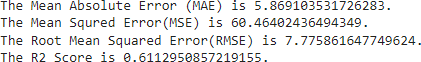 The Mean Absolute Error (MAE) is 5.869103531726283.
The Mean Squred Error(MSE) is 60.46402436494349.
The Root Mean Squared Error(RMSE) is 7.775861647749624.
The R2 Score is 0.6112950857219155.